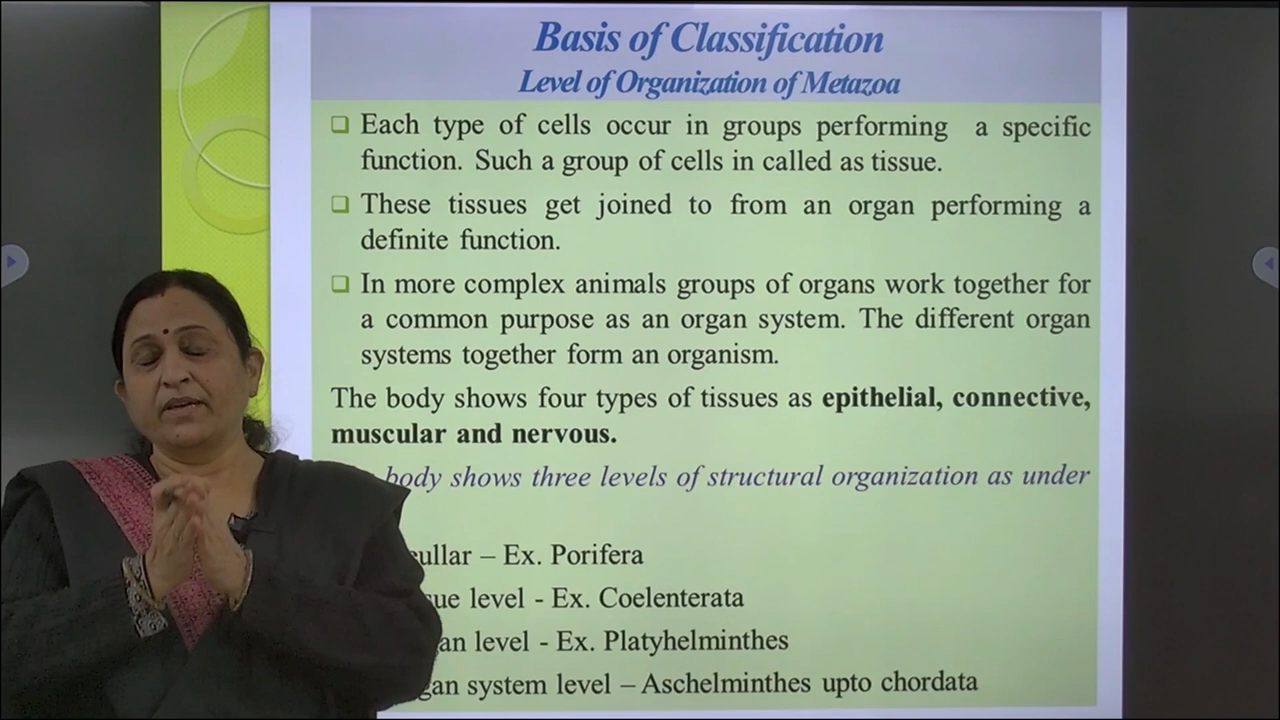 Basis of Classification
Level of Organization of Metazoa
Each type of cells occur in groups performing a specific
function. Such a group of cells in called as tissue.
These tissues get joined to from an organ performing a
definite function.
In more complex animals groups of organs work together for
a common purpose as an organ system. The different organ
systems together form an organism.
The body shows four types of tissues as epithelial, connective,
muscular and nervous.
body shows three levels of structural organization as under
– Ex. Porifera
level - Ex. Coelenterata
level - Ex. Platyhelminthes
system level – Aschelminthes upto chordata